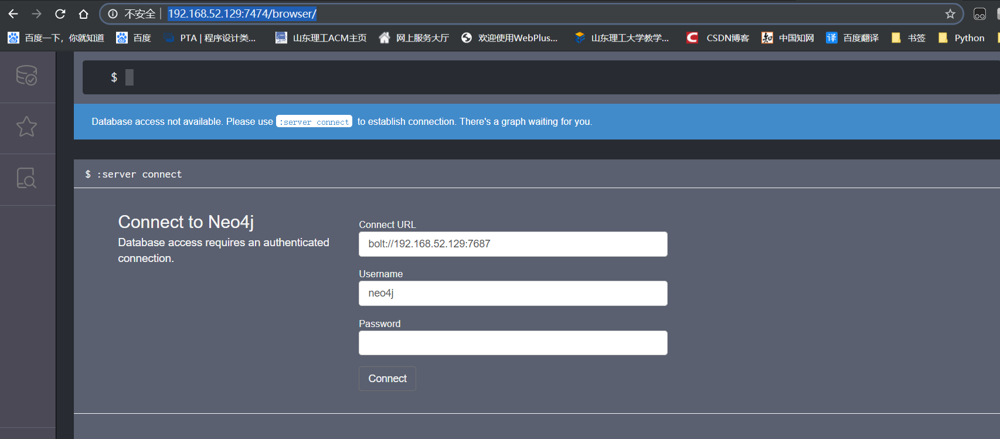 不安全 192.168.52.129:7474/browser/
百度一下，你就知道 百度 PTA | 程序设计类... 山东理工ACM主页 网上服务大厅 欢迎使用WebPlus... 山东理工大学教学... CSDN博客 中国知网 译 百度翻译 书签 Python
$
Database access not available. Please use :server connect to establish connection. There's a graph waiting for you.
$ :server connect
Connect to Neo4j
Database access requires an authenticated
connection.
Connect URL
bolt://192.168.52.129:7687
Username
neo4j
Password
Connect